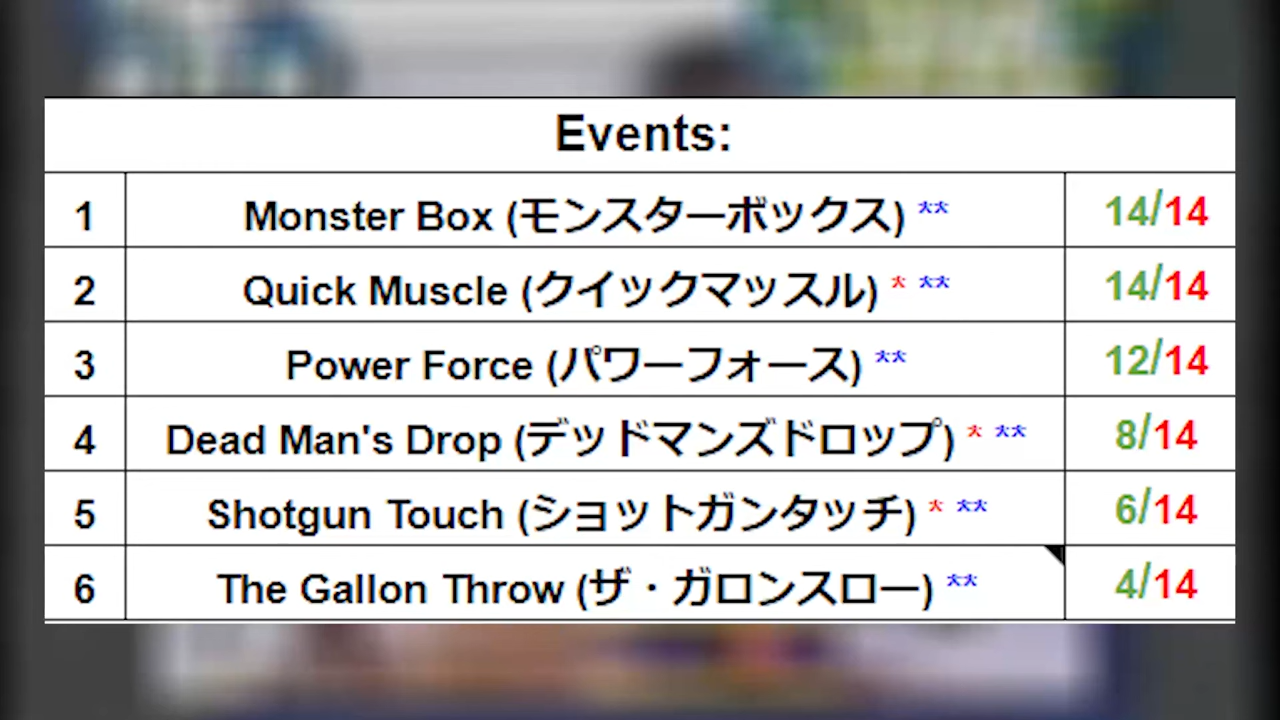 Events:
1 Monster Box (モンスターボックス) ** 14/14
2 Quick Muscle (クイックマッスル) * ** 14/14
3 Power Force (パワーフォース) ** 12/14
4 Dead Man's Drop (デッドマンズドロップ) * ** 8/14
5 Shotgun Touch (ショットガンタッチ) * ** 6/14
6 The Gallon Throw (ザ・ガロンスロー) ** 4/14